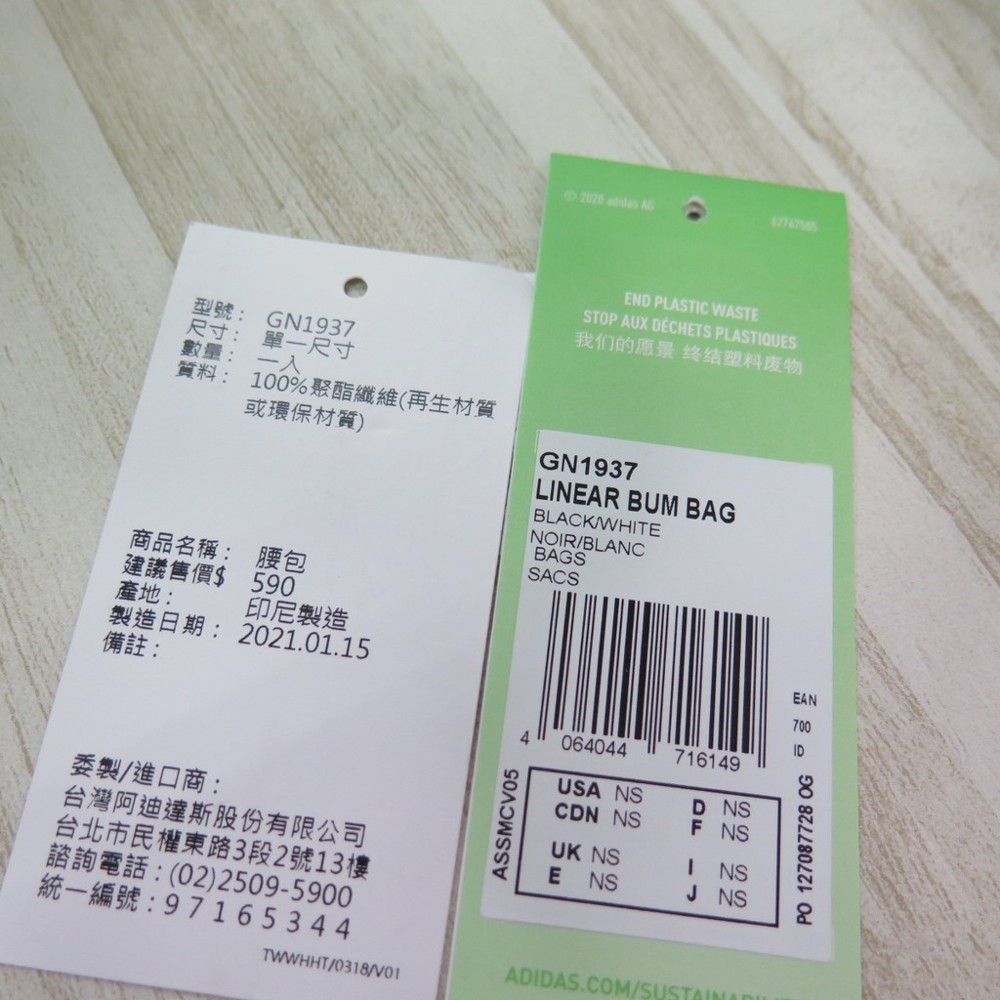 型號： GN1937
尺寸： 單一尺寸
數量： 一入
質料： 100%聚酯纖維(再生材質
或環保材質)
商品名稱： 腰包
建議售價$ 590
產地： 印尼製造
製造日期： 2021.01.15
備註：
委製/進口商：
台灣阿迪達斯股份有限公司
台北市民權東路3段2號13樓
諮詢電話：(02)2509-5900
統一編號：97165344
TWWHHT/0318/V01
© 2020 adidas AG
62767505
END PLASTIC WASTE
STOP AUX DÉCHETS PLASTIQUES
我们的愿景 终结塑料废物
GN1937
LINEAR BUM BAG
BLACK/WHITE
NOIR/BLANC
BAGS
SACS
4 064044 716149
EAN
700
ID
ASSMCV05
USA NS D NS
CDN NS F NS
UK NS I NS
E NS J NS
PO 127087728 OG